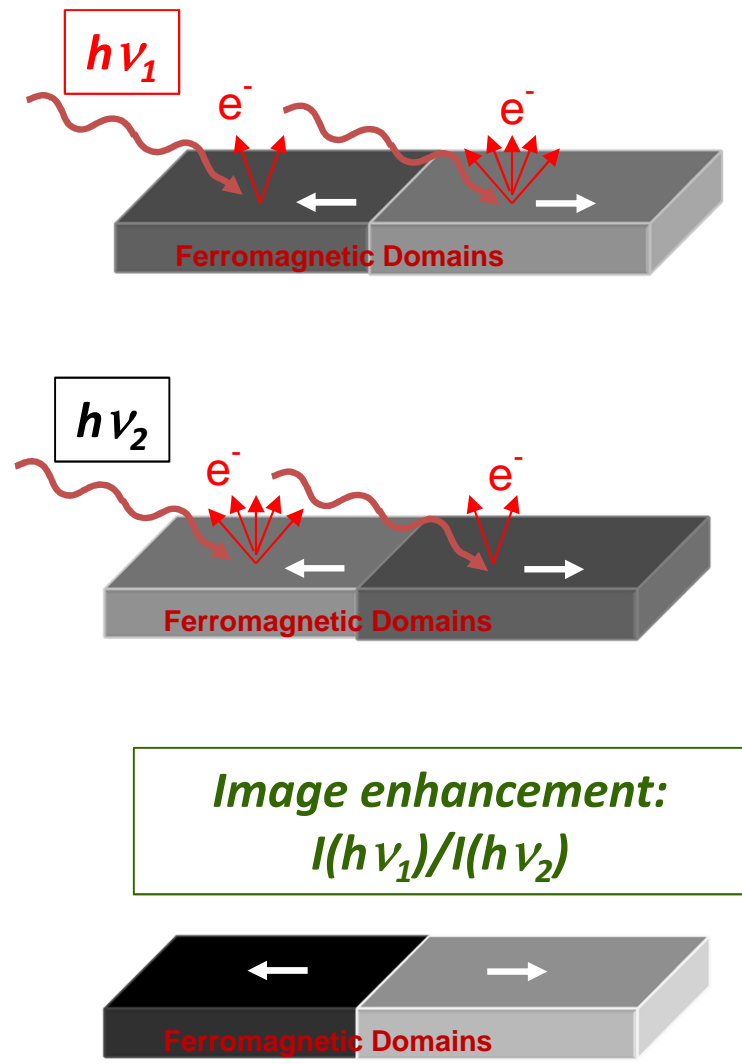 hν₁
e⁻ e⁻
Ferromagnetic Domains
hν₂
e⁻ e⁻
Ferromagnetic Domains
Image enhancement:
I(hν₁)/I(hν₂)
Ferromagnetic Domains